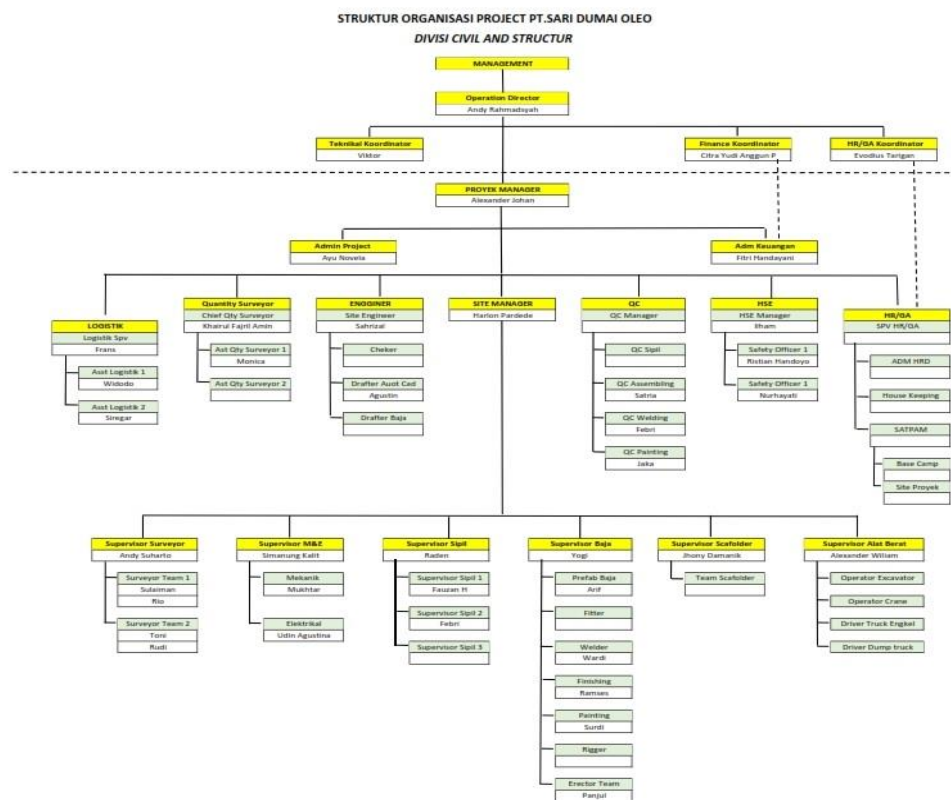 STRUKTUR ORGANISASI PROJECT PT.SARI DUMAI OLEO
DIVISI CIVIL AND STRUCTUR
MANAGEMENT
Operation Director
Andy Rahmadsyah
Teknikal Koordinator
Viktor
Finance Koordinator
Citra Yudi Anggun P
HR/GA Koordinator
Evodius Tarigan
PROYEK MANAGER
Alexander Johan
Admin Project
Ayu Novela
Adm Keuangan
Fitri Handayani
LOGISTIK
Logistik Spv
Frans
Asst Logistik 1
Widodo
Asst Logistik 2
Siregar
Quantity Surveyor
Chief Qty Surveyor
Khairul Fajril Amin
Ast Qty Surveyor 1
Monica
Ast Qty Surveyor 2
ENGGINER
Site Engineer
Sahrizal
Cheker
Drafter Auot Cad
Agustin
Drafter Baja
SITE MANAGER
Harlon Pardede
QC
QC Manager
QC Sipil
QC Assembling
Satria
QC Welding
Febri
QC Painting
Jaka
HSE
HSE Manager
Ilham
Safety Officer 1
Ristian Handoyo
Safety Officer 1
Nurhayati
HR/GA
SPV HR/GA
ADM HRD
House Keeping
SATPAM
Base Camp
Site Proyek
Supervisor Surveyor
Andy Suharto
Surveyor Team 1
Sulaiman
Rio
Surveyor Team 2
Toni
Rudi
Supervisor M&E
Simanung Kalit
Mekanik
Mukhtar
Elektrikal
Udin Agustina
Supervisor Sipil
Raden
Supervisor Sipil 1
Fauzan H
Supervisor Sipil 2
Febri
Supervisor Sipil 3
Supervisor Baja
Yogi
Prefab Baja
Arif
Fitter
Welder
Wardi
Finishing
Ramses
Painting
Surdi
Rigger
Erector Team
Panjul
Supervisor Scafolder
Jhony Damanik
Team Scafolder
Supervisor Alat Berat
Alexander Wiliam
Operator Excavator
Operator Crane
Driver Truck Engkel
Driver Dump truck